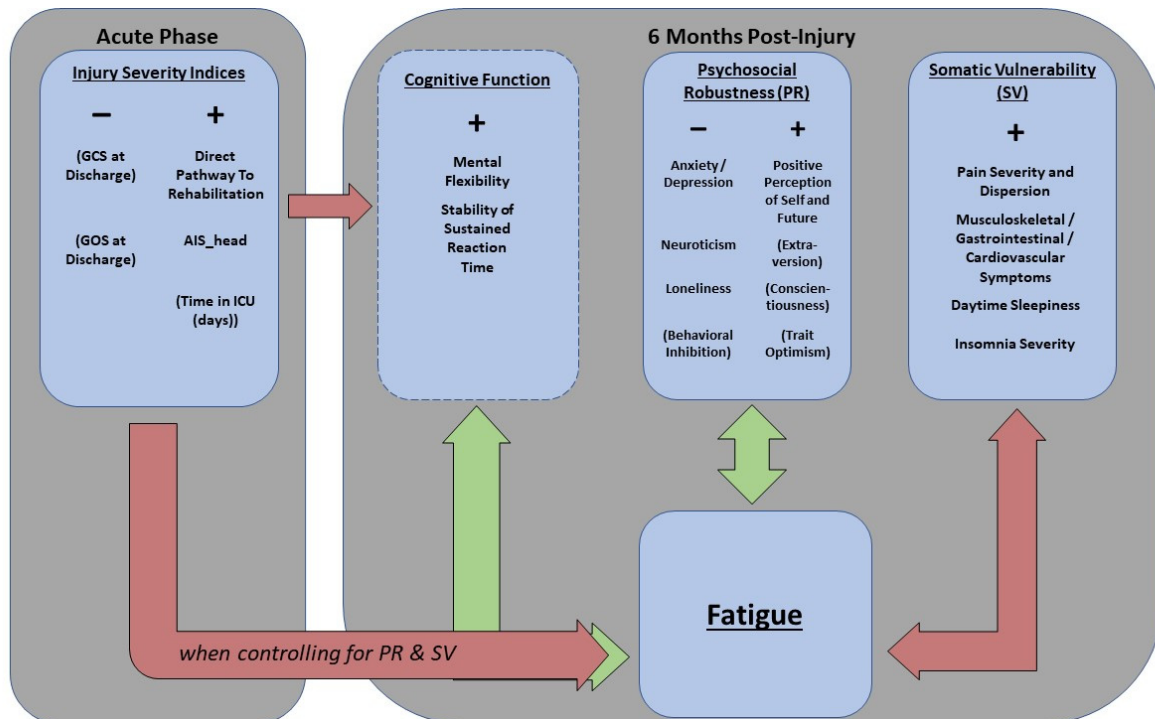 Acute Phase
Injury Severity Indices
−
(GCS at
Discharge)
(GOS at
Discharge)
+
Direct
Pathway To
Rehabilitation
AIS_head
(Time in ICU
(days))
6 Months Post-Injury
Cognitive Function
+
Mental
Flexibility
Stability of
Sustained
Reaction
Time
Psychosocial
Robustness (PR)
−
Anxiety /
Depression
Neuroticism
Loneliness
(Behavioral
Inhibition)
+
Positive
Perception
of Self and
Future
(Extra-
version)
(Conscien-
tiousness)
(Trait
Optimism)
Somatic Vulnerability
(SV)
+
Pain Severity and
Dispersion
Musculoskeletal /
Gastrointestinal /
Cardiovascular
Symptoms
Daytime Sleepiness
Insomnia Severity
when controlling for PR & SV
Fatigue